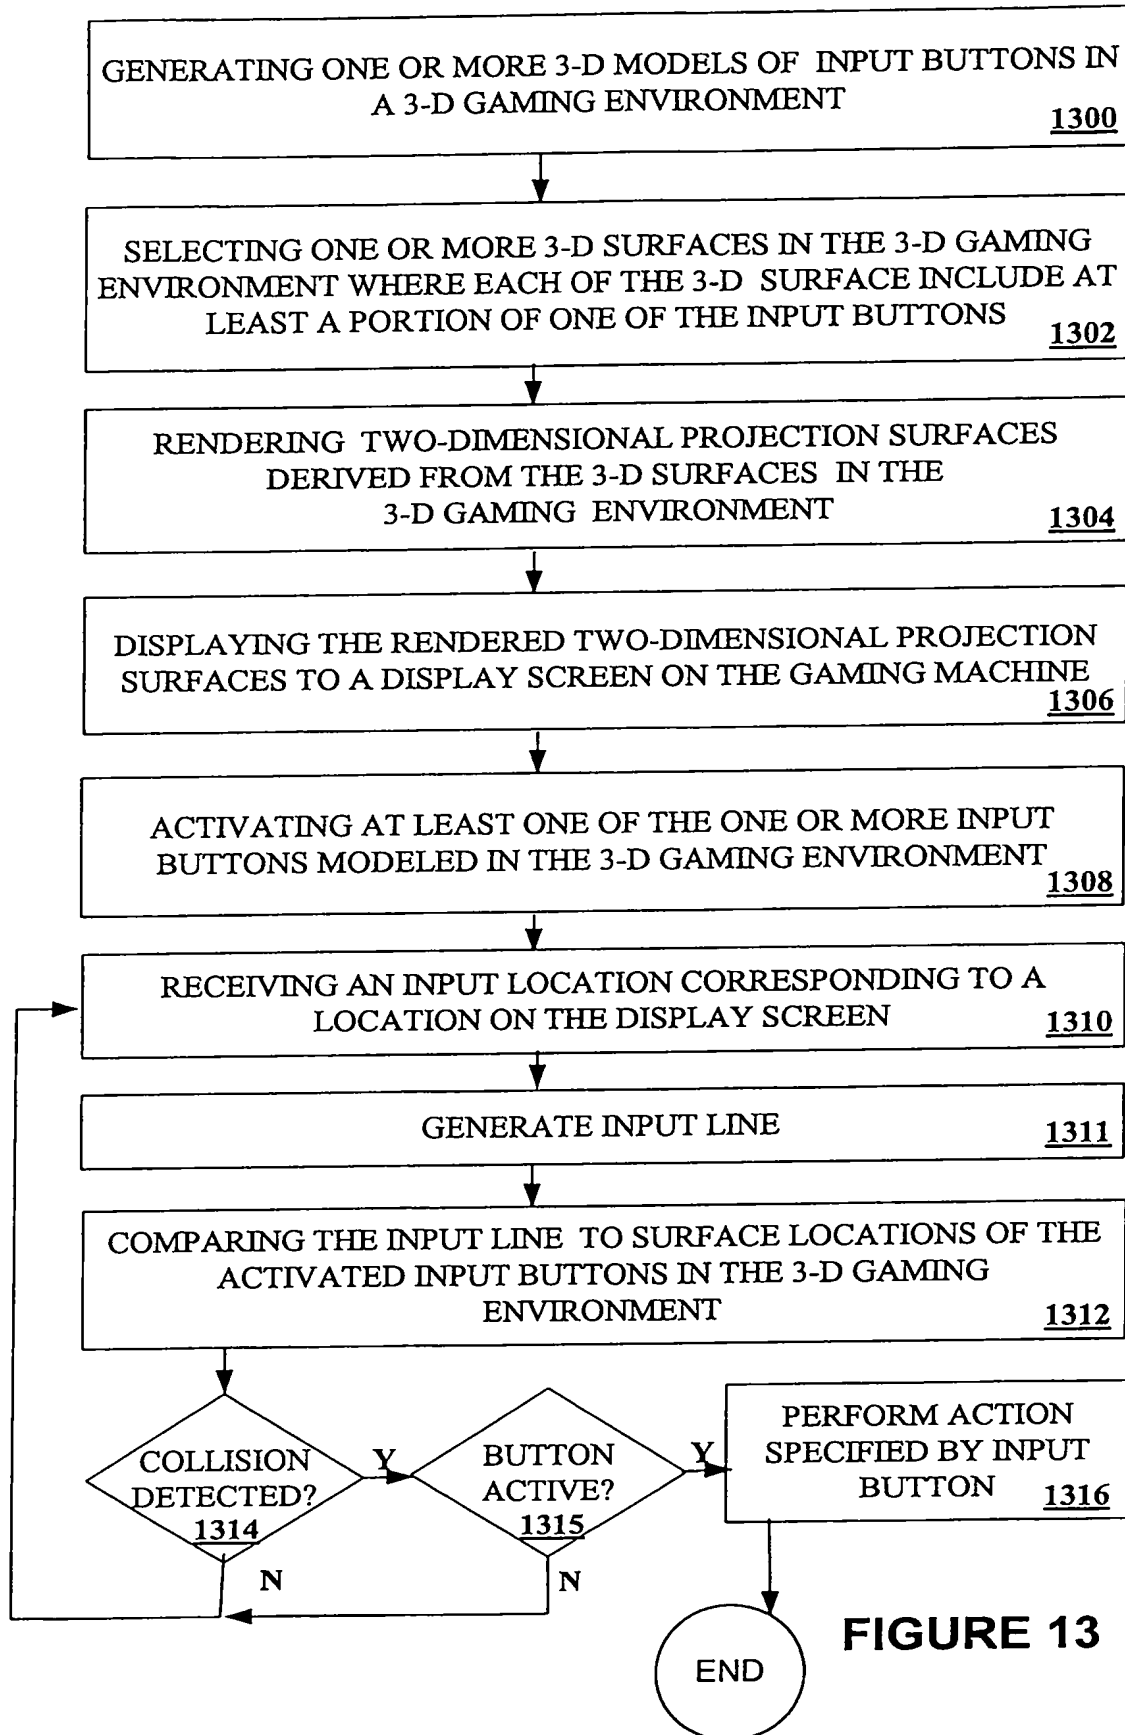 GENERATING ONE OR MORE 3-D MODELS OF INPUT BUTTONS IN
A 3-D GAMING ENVIRONMENT
1300
SELECTING ONE OR MORE 3-D SURFACES IN THE 3-D GAMING
ENVIRONMENT WHERE EACH OF THE 3-D SURFACE INCLUDE AT
LEAST A PORTION OF ONE OF THE INPUT BUTTONS
1302
RENDERING TWO-DIMENSIONAL PROJECTION SURFACES
DERIVED FROM THE 3-D SURFACES IN THE
3-D GAMING ENVIRONMENT
1304
DISPLAYING THE RENDERED TWO-DIMENSIONAL PROJECTION
SURFACES TO A DISPLAY SCREEN ON THE GAMING MACHINE
1306
ACTIVATING AT LEAST ONE OF THE ONE OR MORE INPUT
BUTTONS MODELED IN THE 3-D GAMING ENVIRONMENT
1308
RECEIVING AN INPUT LOCATION CORRESPONDING TO A
LOCATION ON THE DISPLAY SCREEN
1310
GENERATE INPUT LINE
1311
COMPARING THE INPUT LINE TO SURFACE LOCATIONS OF THE
ACTIVATED INPUT BUTTONS IN THE 3-D GAMING
ENVIRONMENT
1312
COLLISION
DETECTED?
1314
Y
N
BUTTON
ACTIVE?
1315
Y
N
PERFORM ACTION
SPECIFIED BY INPUT
BUTTON
1316
END
FIGURE 13